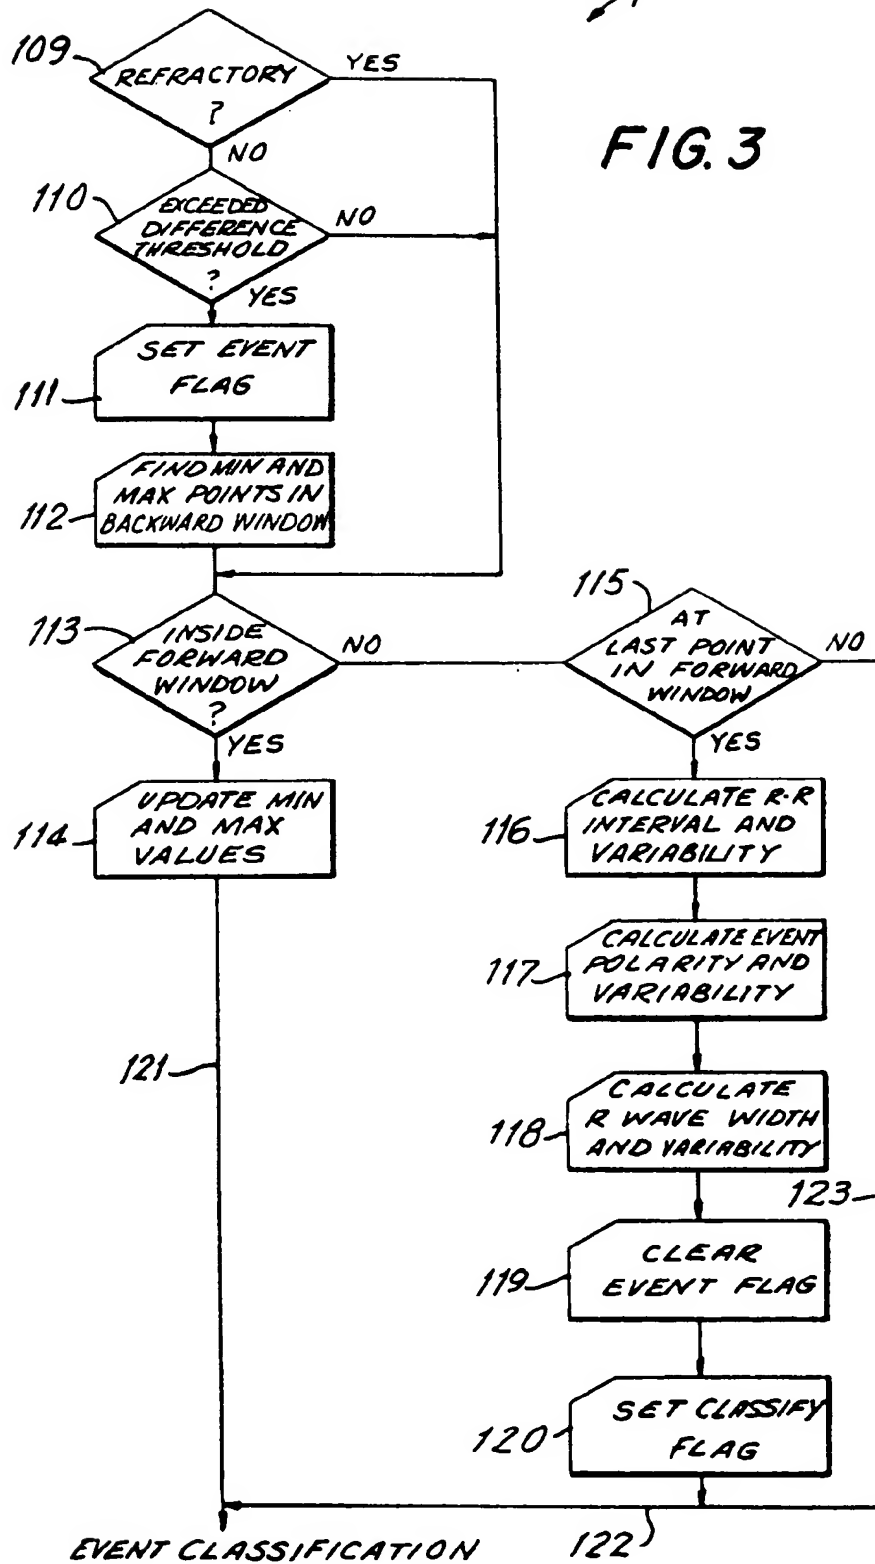 109
REFRACTORY
?
YES
NO
FIG. 3
110
EXCEEDED
DIFFERENCE
THRESHOLD
?
NO
YES
111
SET EVENT
FLAG
112
FIND MIN AND
MAX POINTS IN
BACKWARD WINDOW
113
INSIDE
FORWARD
WINDOW
?
NO
YES
115
AT
LAST POINT
IN FORWARD
WINDOW
NO
YES
114
UPDATE MIN
AND MAX
VALUES
116
CALCULATE R-R
INTERVAL AND
VARIABILITY
117
CALCULATE EVENT
POLARITY AND
VARIABILITY
121
118
CALCULATE
R WAVE WIDTH
AND VARIABILITY
123
119
CLEAR
EVENT FLAG
120
SET CLASSIFY
FLAG
122
EVENT CLASSIFICATION